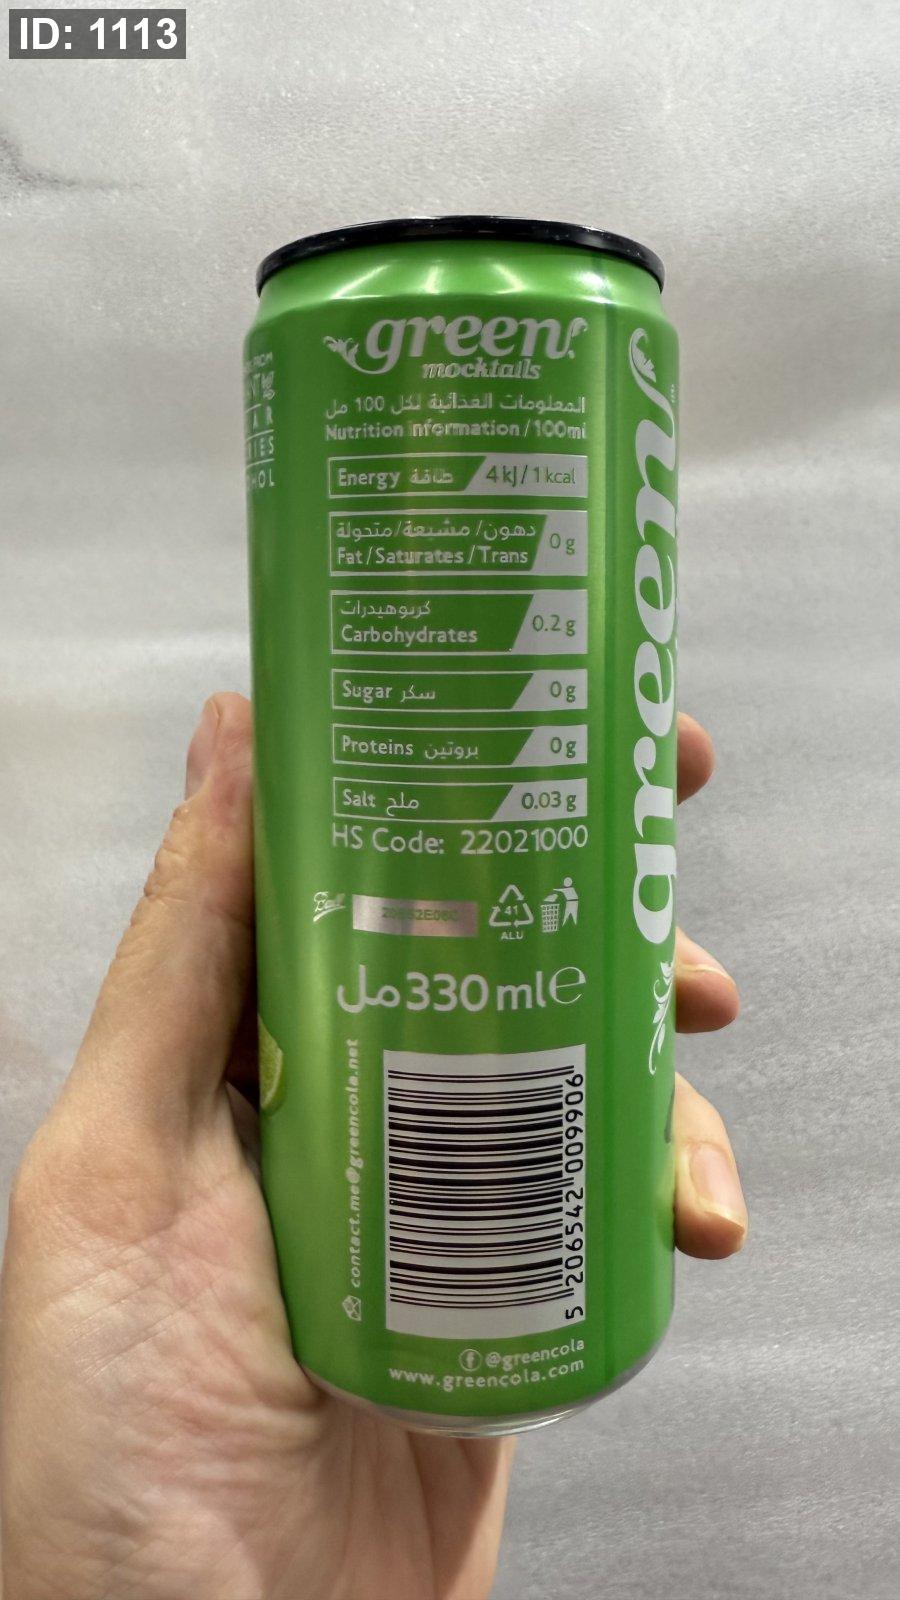 ID: 1113
green
mocktails
المعلومات الغذائية لكل 100 مل
Nutrition Information / 100ml
Energy طاقة 4 kJ / 1 kcal
دهون/مشبعة/متحولة
Fat / Saturates / Trans 0 g
كربوهيدرات
Carbohydrates 0.2 g
Sugar سكر 0 g
Proteins بروتين 0 g
Salt ملح 0.03 g
HS Code: 22021000
Ball
41
ALU
330 ml e مل
contact.me@greencola.net
5 206542 009906
@greencola
www.greencola.com
green